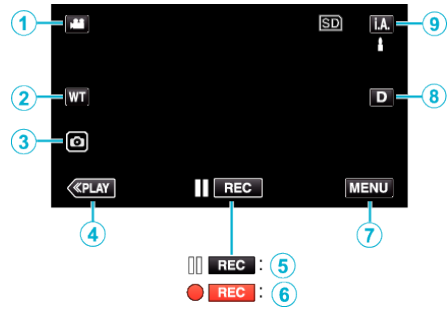 1 SD i.A. 9
2 WT D 8
3
≪PLAY REC MENU
4 7
REC : 5
REC : 6